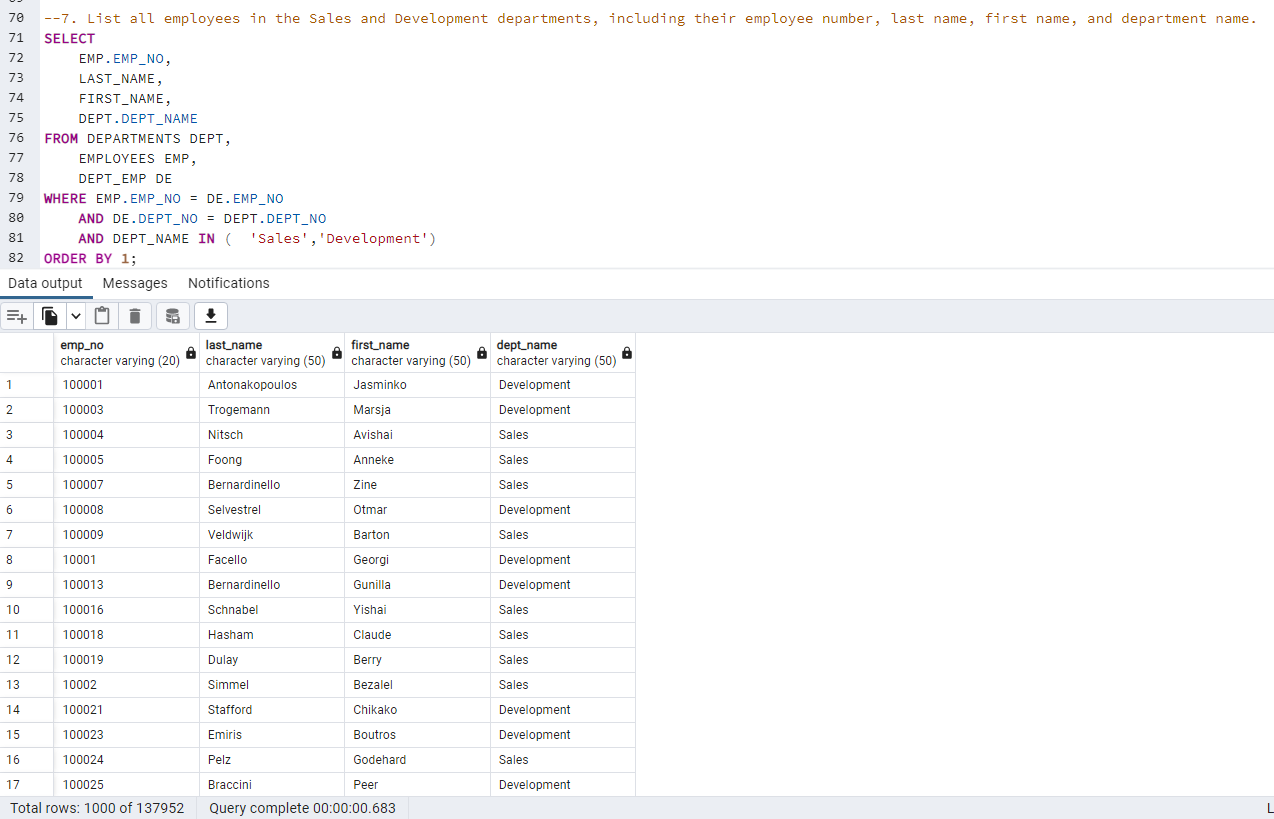 70 --7. List all employees in the Sales and Development departments, including their employee number, last name, first name, and department name.
71 SELECT
72 EMP.EMP_NO,
73 LAST_NAME,
74 FIRST_NAME,
75 DEPT.DEPT_NAME
76 FROM DEPARTMENTS DEPT,
77 EMPLOYEES EMP,
78 DEPT_EMP DE
79 WHERE EMP.EMP_NO = DE.EMP_NO
80 AND DE.DEPT_NO = DEPT.DEPT_NO
81 AND DEPT_NAME IN (  'Sales','Development')
82 ORDER BY 1;
Data output Messages Notifications
emp_no last_name first_name dept_name
character varying (20) character varying (50) character varying (50) character varying (50)
1 100001 Antonakopoulos Jasminko Development
2 100003 Trogemann Marsja Development
3 100004 Nitsch Avishai Sales
4 100005 Foong Anneke Sales
5 100007 Bernardinello Zine Sales
6 100008 Selvestrel Otmar Development
7 100009 Veldwijk Barton Sales
8 10001 Facello Georgi Development
9 100013 Bernardinello Gunilla Development
10 100016 Schnabel Yishai Sales
11 100018 Hasham Claude Sales
12 100019 Dulay Berry Sales
13 10002 Simmel Bezalel Sales
14 100021 Stafford Chikako Development
15 100023 Emiris Boutros Development
16 100024 Pelz Godehard Sales
17 100025 Braccini Peer Development
Total rows: 1000 of 137952 Query complete 00:00:00.683 L